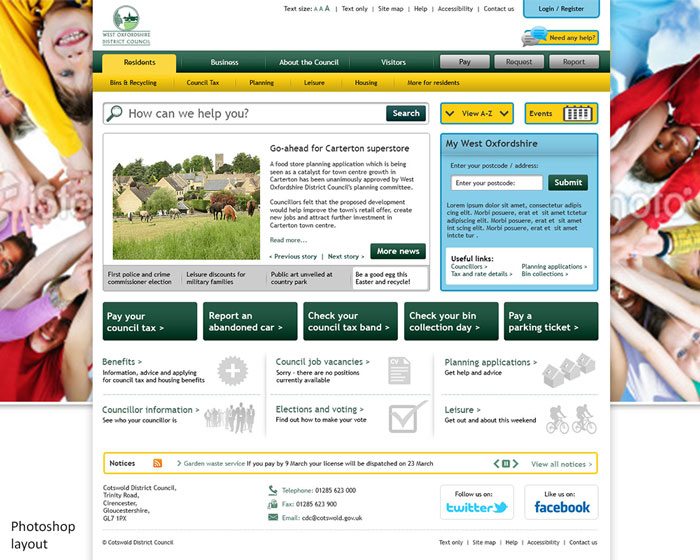 Text size: A A A | Text only | Site map | Help | Accessibility | Contact us
Login / Register
WEST OXFORDSHIRE
DISTRICT COUNCIL
Need any help?
Residents
Business
About the Council
Visitors
Pay
Request
Report
Bins & Recycling
Council Tax
Planning
Leisure
Housing
More for residents
How can we help you?
Search
View A-Z
Events
Go-ahead for Carterton superstore
A food store planning application which is being
seen as a catalyst for town centre growth in
Carterton has been unanimously approved by West
Oxfordshire District Council's planning committee.
Councillors felt that the proposed development
would help improve the town's retail offer, create
new jobs and attract further investment in
Carterton town centre.
Read more...
< Previous story | Next story >
More news
First police and crime
commissioner election
Leisure discounts for
military families
Public art unveiled at
country park
Be a good egg this
Easter and recycle!
My West Oxfordshire
Enter your postcode / address:
Enter your postcode:
Submit
Lorem ipsum dolor sit amet, consectetur adipis
cing elit. Morbi posuere, erat et sit amet tctetur
adipiscing elit. Morbi posuere, erat et sit amet
inctctetur .
Useful links:
Councillors >
Planning applications >
Tax and rate details >
Bin collections >
Pay your
council tax >
Report an
abandoned car >
Check your
council tax band >
Check your bin
collection day >
Pay a
parking ticket >
Benefits >
Information, advice and applying
for council tax and housing benefits
Council job vacancies >
Sorry - there are no positions
currently available
CV
Planning applications >
Get help and advice
Councillor information >
See who your councillor is
Elections and voting >
Find out how to make your vote
Leisure >
Get out and about this weekend
Notices
> Garden waste service If you pay by 9 March your license will be dispatched on 23 March
View all notices >
Cotswold District Council,
Trinity Road,
Cirencester,
Gloucestershire,
GL7 1PX
Telephone: 01285 623 000
Fax: 01285 623 900
Email: cdc@cotswold.gov.uk
Follow us on:
twitter
Like us on:
facebook
© Cotswold District Council
Text only | Site map | Help | Accessibility | Contact us
Photoshop
layout